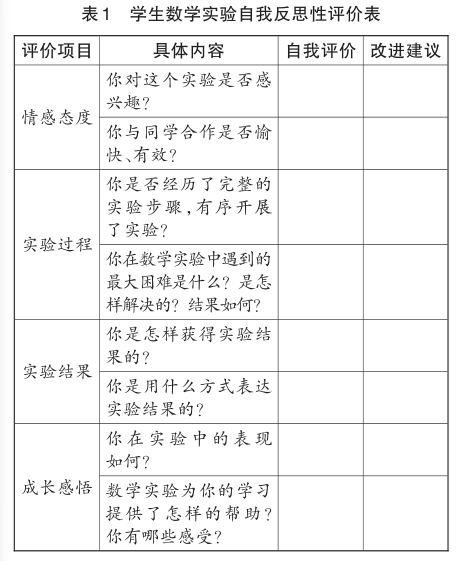 表1 学生数学实验自我反思性评价表
评价项目 具体内容 自我评价 改进建议
情感态度
你对这个实验是否感
兴趣？
你与同学合作是否愉
快、有效？
实验过程
你是否经历了完整的
实验步骤，有序开展
了实验？
你在数学实验中遇到的
最大困难是什么？是怎
样解决的？结果如何？
实验结果
你是怎样获得实验结
果的？
你是用什么方式表达
实验结果的？
成长感悟
你在实验中的表现
如何？
数学实验为你的学习
提供了怎样的帮助？
你有哪些感受？